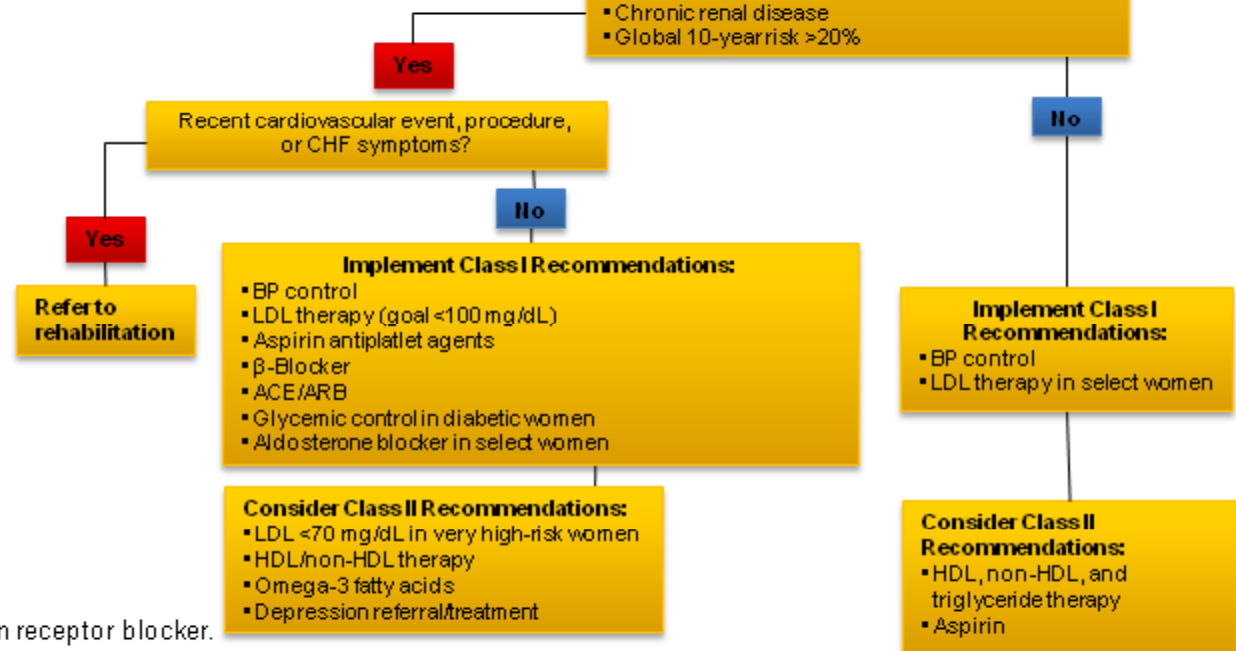 ▪ Chronic renal disease
▪ Global 10-year risk >20%
Yes
No
Recent cardiovascular event, procedure,
or CHF symptoms?
Yes
No
Refer to
rehabilitation
Implement Class I Recommendations:
▪ BP control
▪ LDL therapy (goal <100 mg/dL)
▪ Aspirin antiplatlet agents
▪ β-Blocker
▪ ACE/ARB
▪ Glycemic control in diabetic women
▪ Aldosterone blocker in select women
Implement Class I
Recommendations:
▪ BP control
▪ LDL therapy in select women
Consider Class II Recommendations:
▪ LDL <70 mg/dL in very high-risk women
▪ HDL/non-HDL therapy
▪ Omega-3 fatty acids
▪ Depression referral/treatment
Consider Class II
Recommendations:
▪ HDL, non-HDL, and
triglyceride therapy
▪ Aspirin
n receptor blocker.